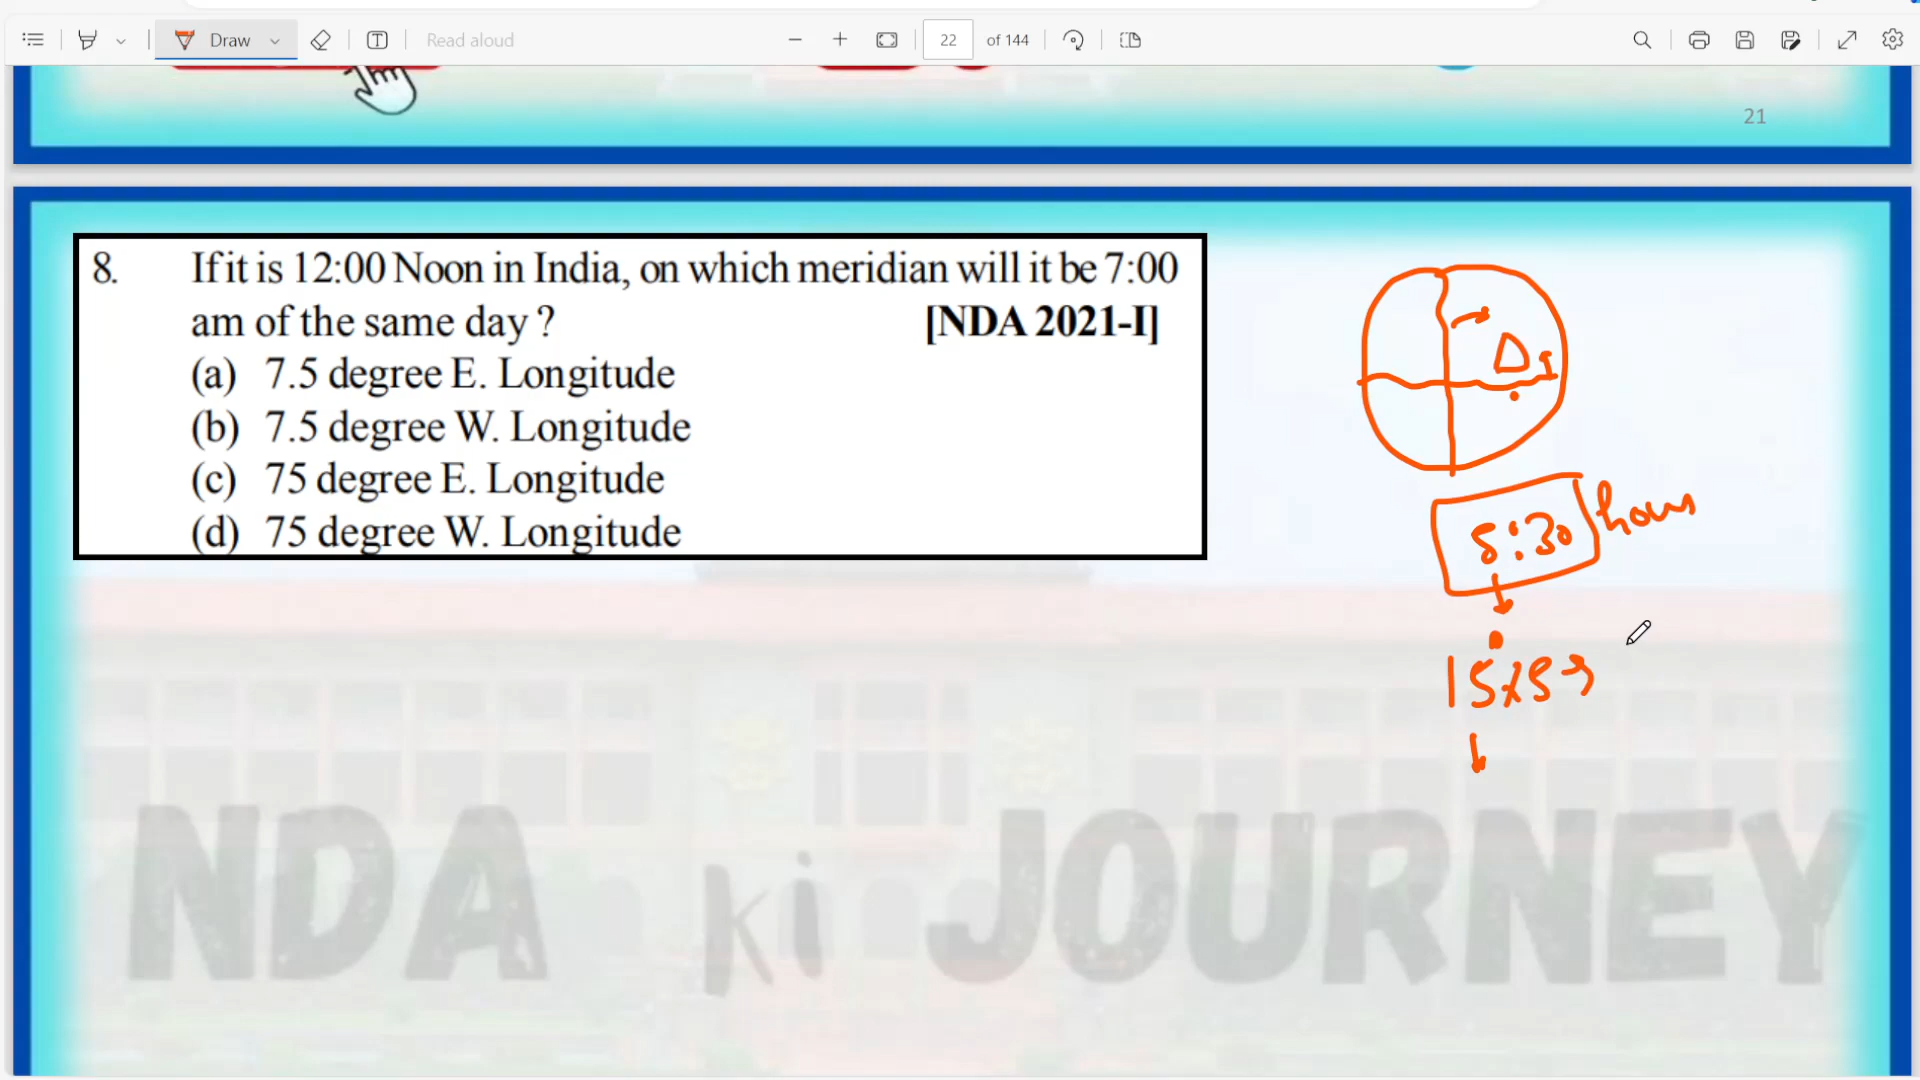 Draw
Read aloud
22 of 144
21
8. If it is 12:00 Noon in India, on which meridian will it be 7:00
am of the same day ? [NDA 2021-I]
(a) 7.5 degree E. Longitude
(b) 7.5 degree W. Longitude
(c) 75 degree E. Longitude
(d) 75 degree W. Longitude
5:30 hours
15x5
NDA ki JOURNEY